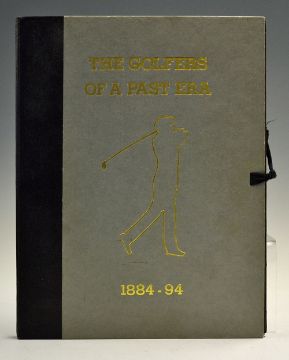 THE GOLFERS
OF A PAST ERA
1884 - 94